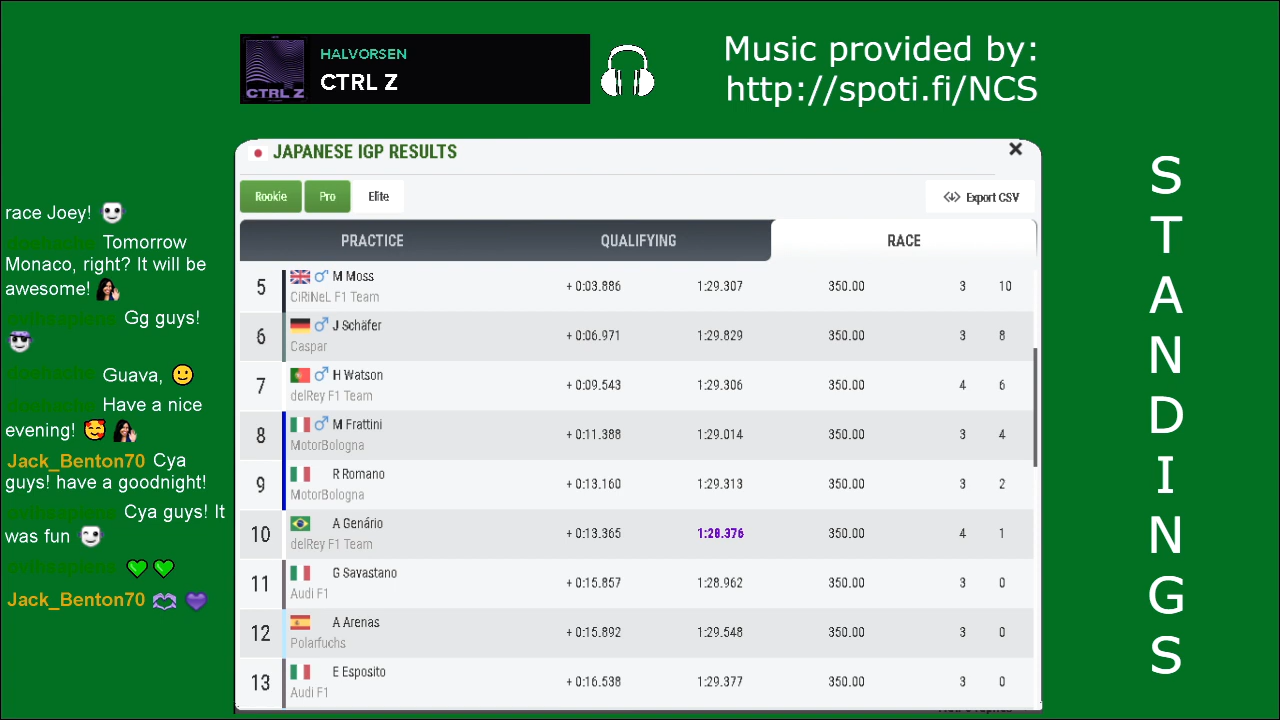 HALVORSEN
CTRL Z
CTRL Z
Music provided by:
http://spoti.fi/NCS
race Joey!
Tomorrow
Monaco, right? It will be
awesome!
Gg guys!
Guava,
Have a nice
evening!
Jack_Benton70 Cya
guys! have a goodnight!
Cya guys! It
was fun
Jack_Benton70
JAPANESE IGP RESULTS
Rookie Pro Elite Export CSV
PRACTICE QUALIFYING RACE
5 M Moss + 0:03.886 1:29.307 350.00 3 10
CiRiNeL F1 Team
6 J Schäfer + 0:06.971 1:29.829 350.00 3 8
Caspar
7 H Watson + 0:09.543 1:29.306 350.00 4 6
delRey F1 Team
8 M Frattini + 0:11.388 1:29.014 350.00 3 4
MotorBologna
9 R Romano + 0:13.160 1:29.313 350.00 3 2
MotorBologna
10 A Genário + 0:13.365 1:28.376 350.00 4 1
delRey F1 Team
11 G Savastano + 0:15.857 1:28.962 350.00 3 0
Audi F1
12 A Arenas + 0:15.892 1:29.548 350.00 3 0
Polarfuchs
13 E Esposito + 0:16.538 1:29.377 350.00 3 0
Audi F1
STANDINGS